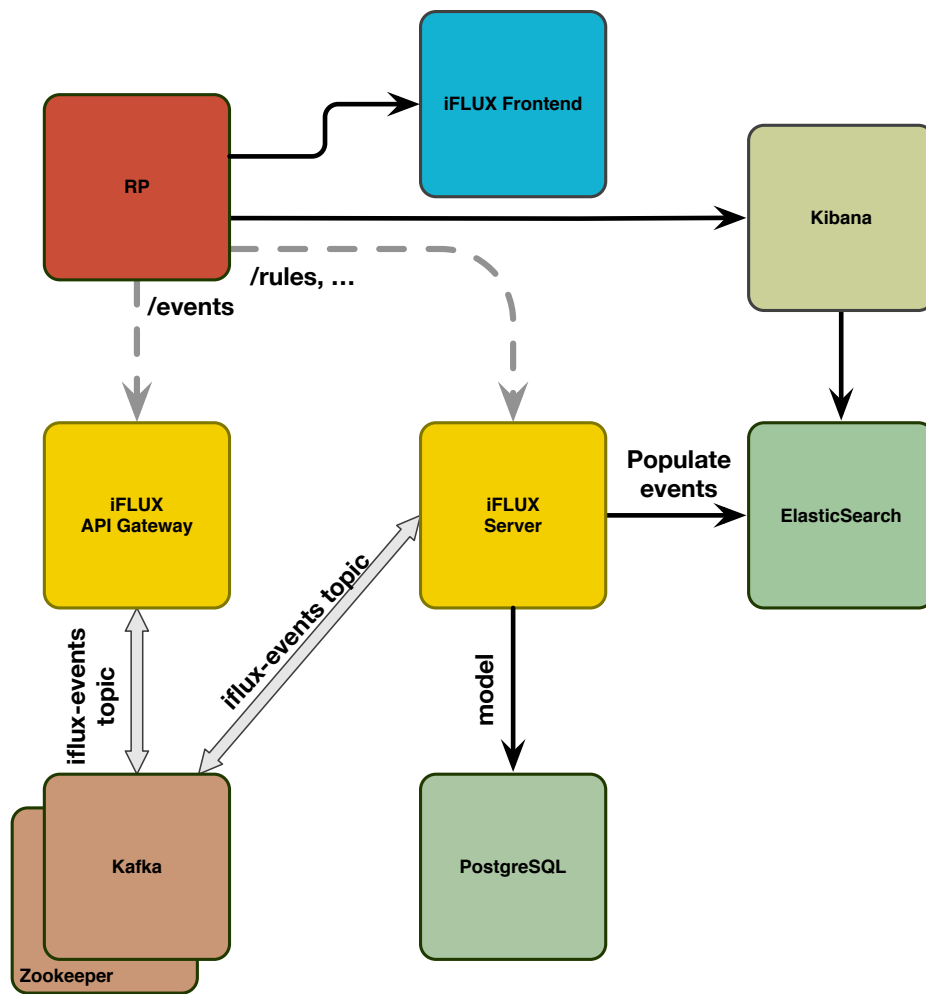 iFLUX Frontend
RP
Kibana
/rules, …
/events
iFLUX
API Gateway
iFLUX
Server
Populate
events
ElasticSearch
iflux-events
topic
iflux-events topic
model
Kafka
PostgreSQL
Zookeeper